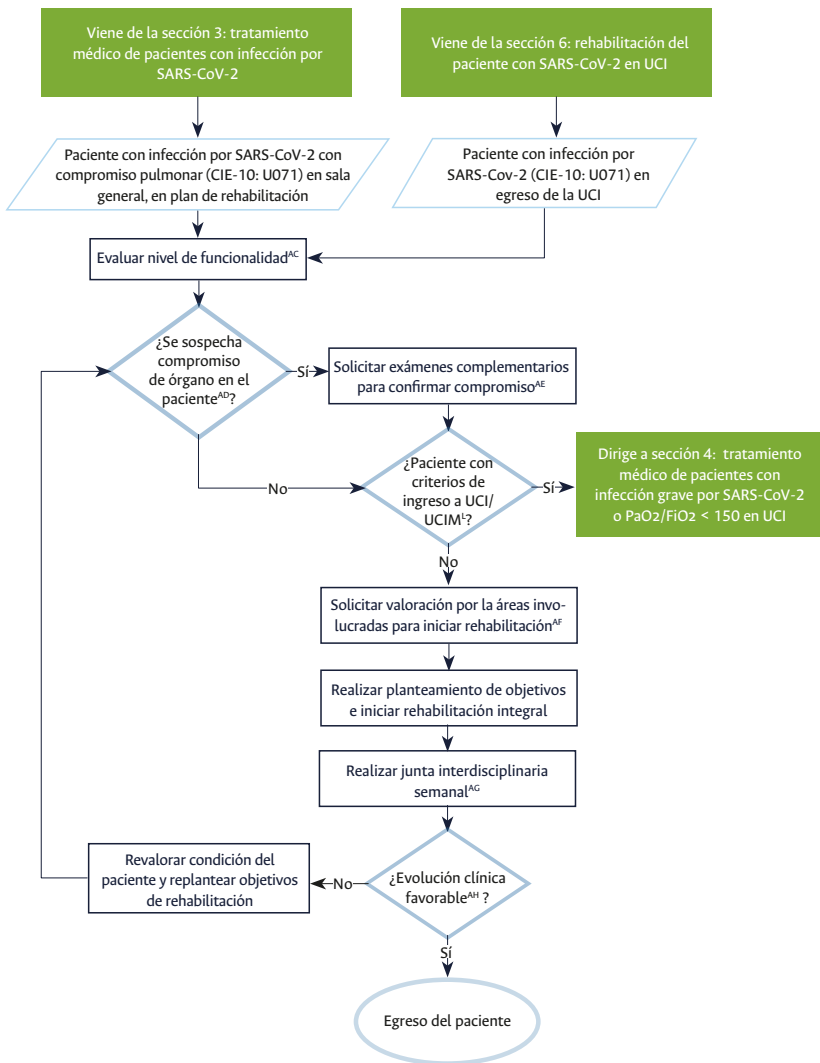 Viene de la sección 3: tratamiento
médico de pacientes con infección por
SARS-CoV-2
Viene de la sección 6: rehabilitación del
paciente con SARS-CoV-2 en UCI
Paciente con infección por SARS-CoV-2 con
compromiso pulmonar (CIE-10: U071) en sala
general, en plan de rehabilitación
Paciente con infección por
SARS-Cov-2 (CIE-10: U071) en
egreso de la UCI
Evaluar nivel de funcionalidadAC
¿Se sospecha
compromiso
de órgano en el
pacienteAD?
Sí
Solicitar exámenes complementarios
para confirmar compromisoAE
No
¿Paciente con
criterios de
ingreso a UCI/
UCIML?
Sí
Dirige a sección 4: tratamiento
médico de pacientes con
infección grave por SARS-CoV-2
o PaO2/FiO2 < 150 en UCI
No
Solicitar valoración por la áreas invo-
lucradas para iniciar rehabilitaciónAF
Realizar planteamiento de objetivos
e iniciar rehabilitación integral
Realizar junta interdisciplinaria
semanalAG
¿Evolución clínica
favorableAH ?
No
Revalorar condición del
paciente y replantear objetivos
de rehabilitación
Sí
Egreso del paciente